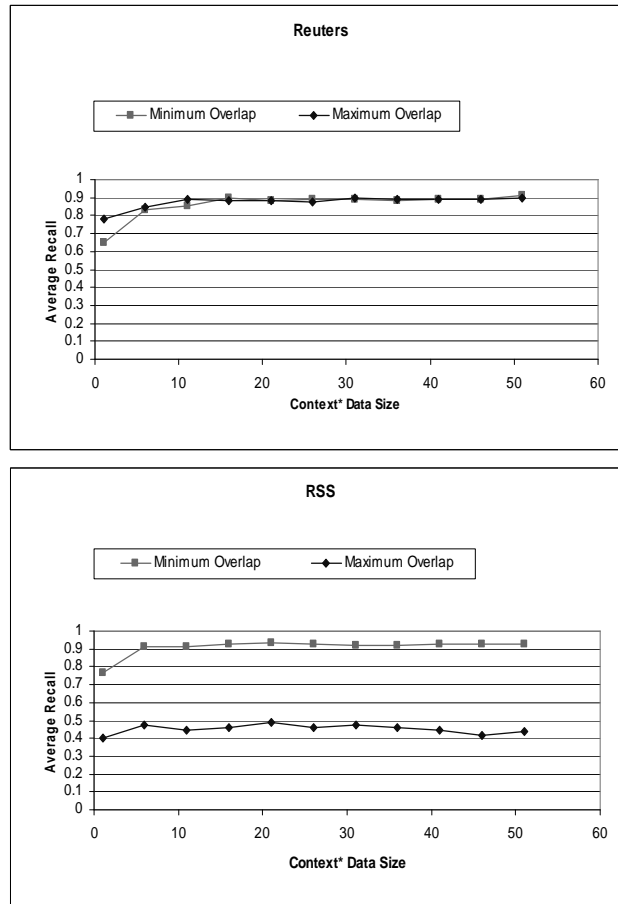 Reuters
Minimum Overlap Maximum Overlap
1
0.9
0.8
0.7
0.6
0.5
0.4
0.3
0.2
0.1
0
Average Recall
0 10 20 30 40 50 60
Context* Data Size
RSS
Minimum Overlap Maximum Overlap
1
0.9
0.8
0.7
0.6
0.5
0.4
0.3
0.2
0.1
0
Average Recall
0 10 20 30 40 50 60
Context* Data Size